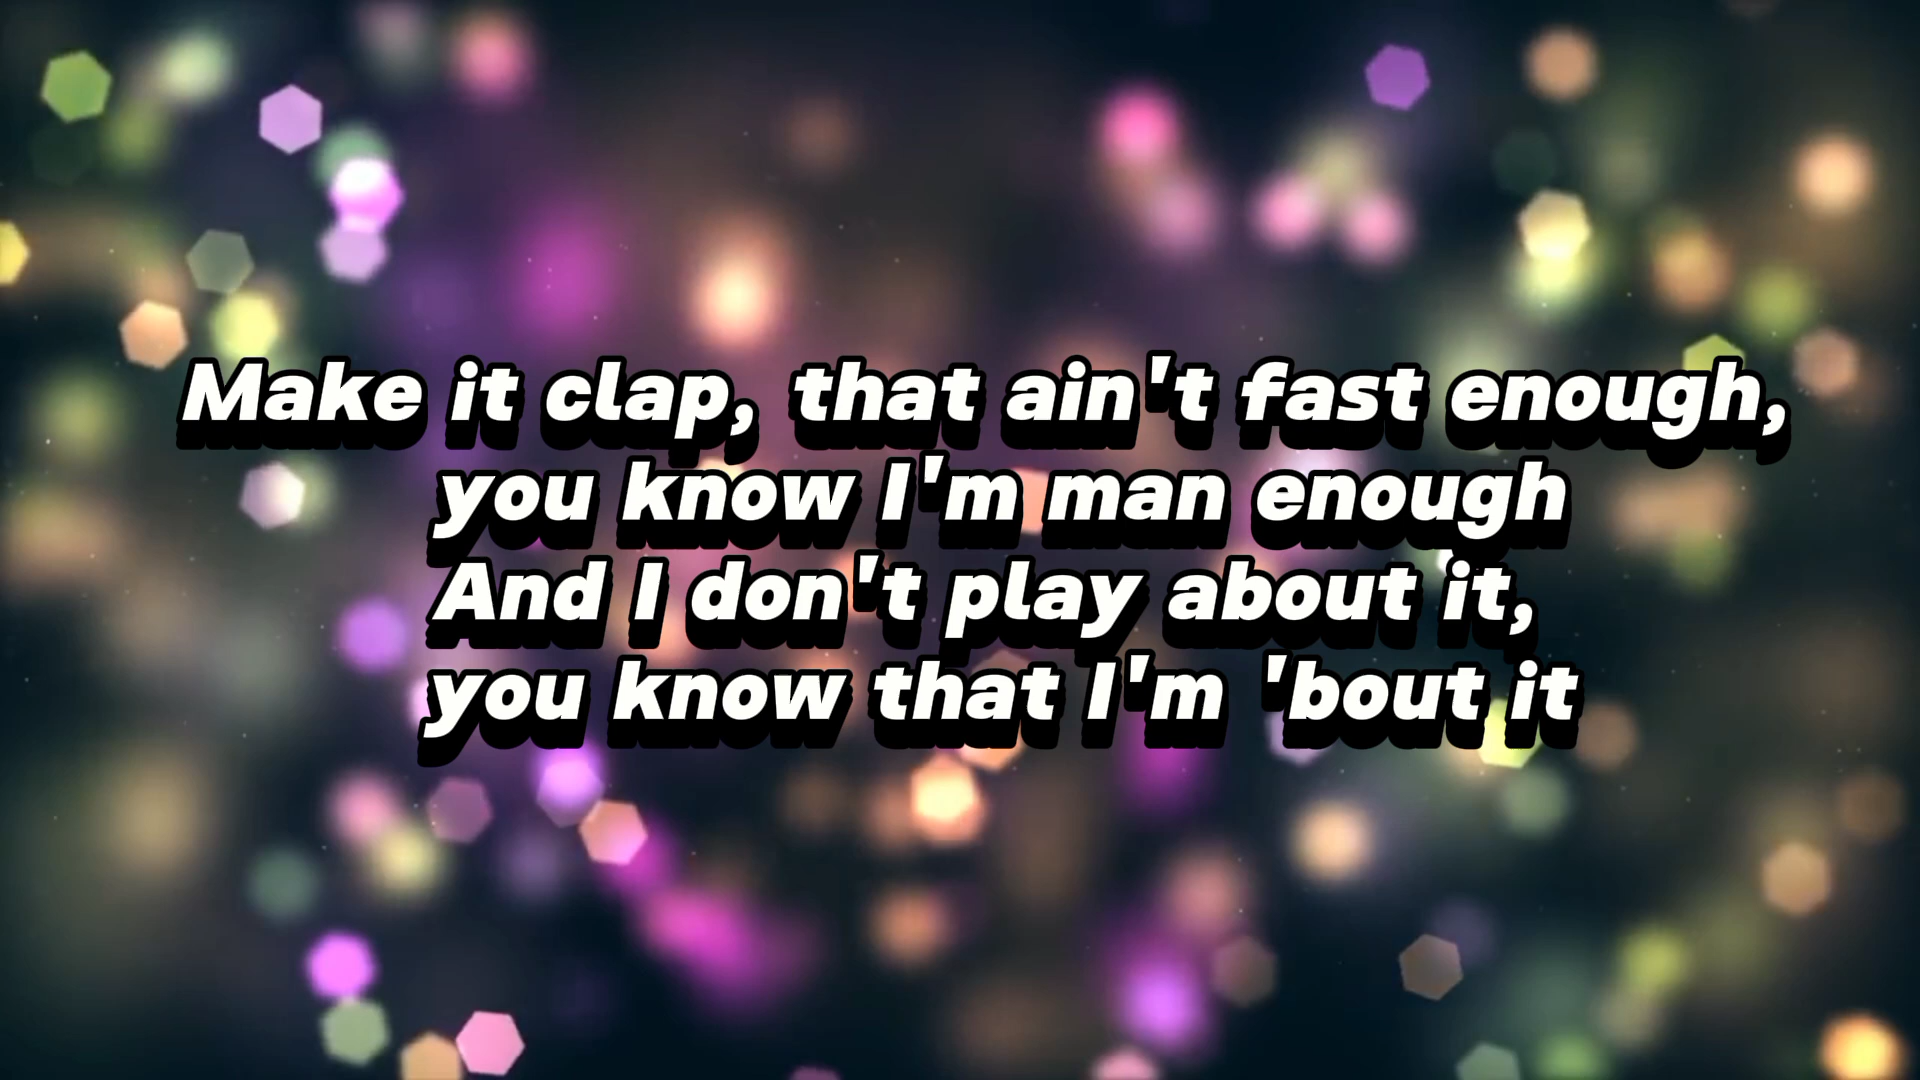 Make it clap, that ain't fast enough,
you know I'm man enough
And I don't play about it,
you know that I'm 'bout it